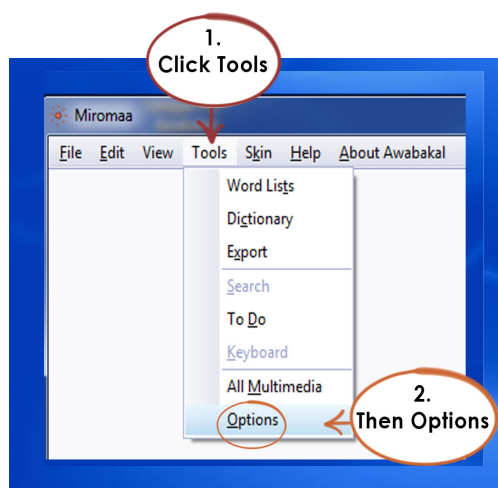 1.
Click Tools
Miromaa
File Edit View Tools Skin Help About Awabakal
Word Lists
Dictionary
Export
Search
To Do
Keyboard
All Multimedia
Options
2.
Then Options